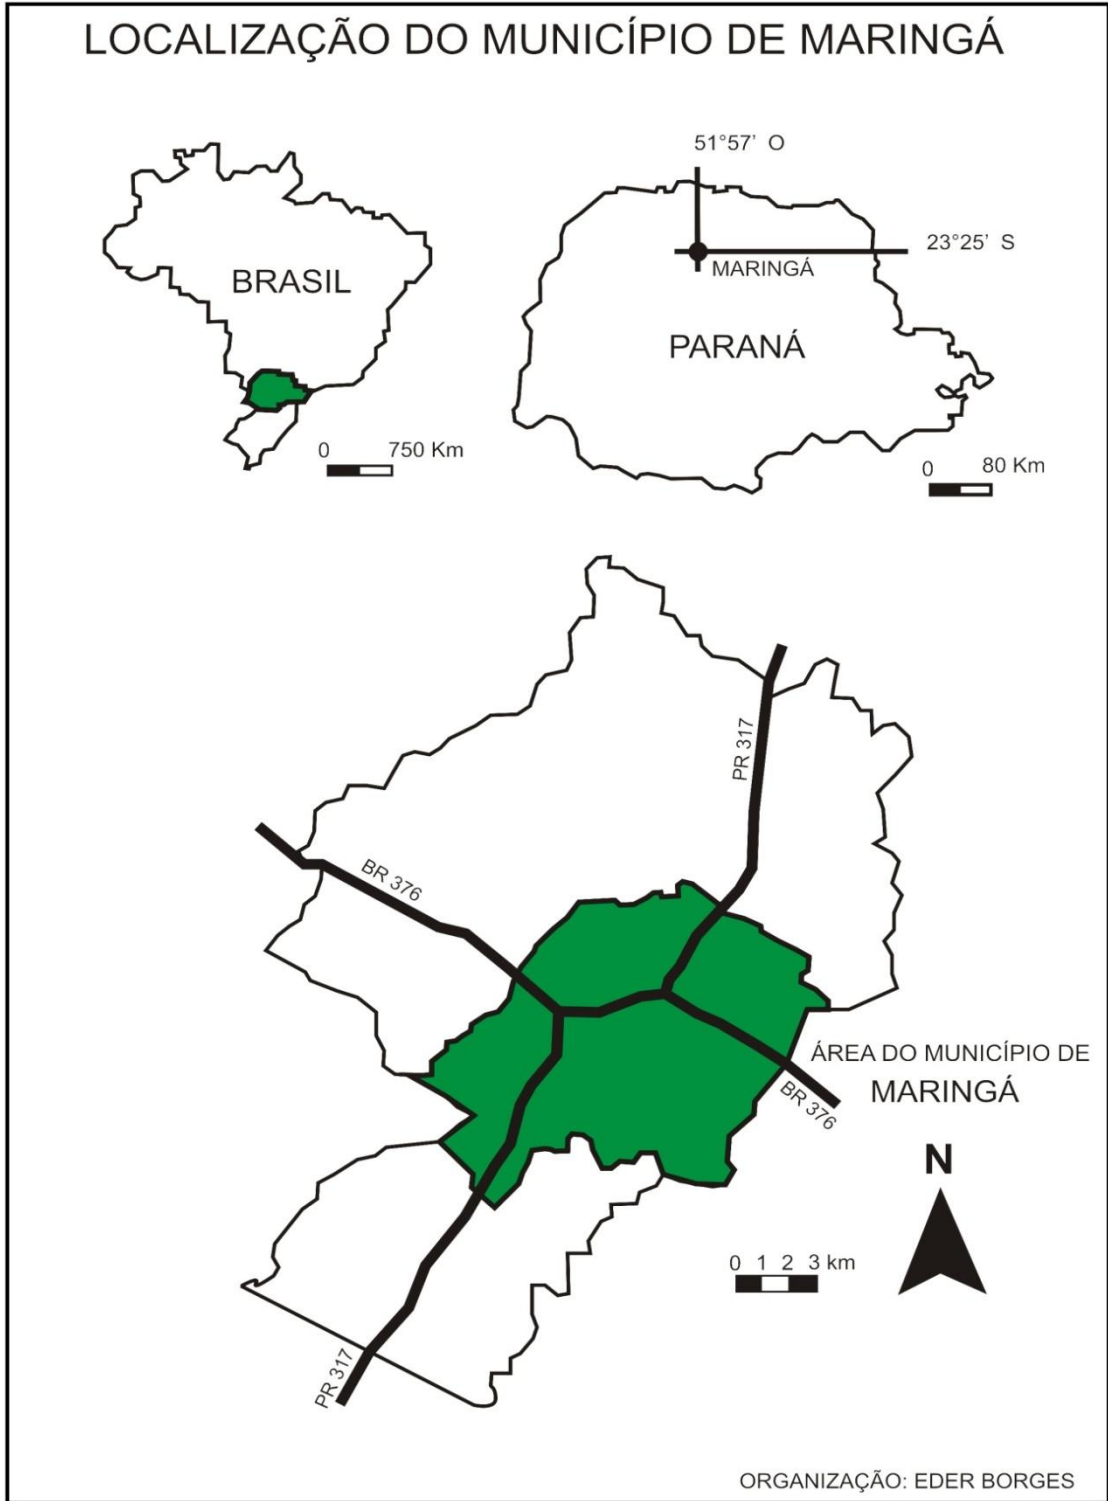 LOCALIZAÇÃO DO MUNICÍPIO DE MARINGÁ
51°57' O
23°25' S
MARINGÁ
BRASIL
PARANÁ
0 750 Km
0 80 Km
PR 317
BR 376
ÁREA DO MUNICÍPIO DE
MARINGÁ
BR 376
N
0 1 2 3 km
PR 317
ORGANIZAÇÃO: EDER BORGES